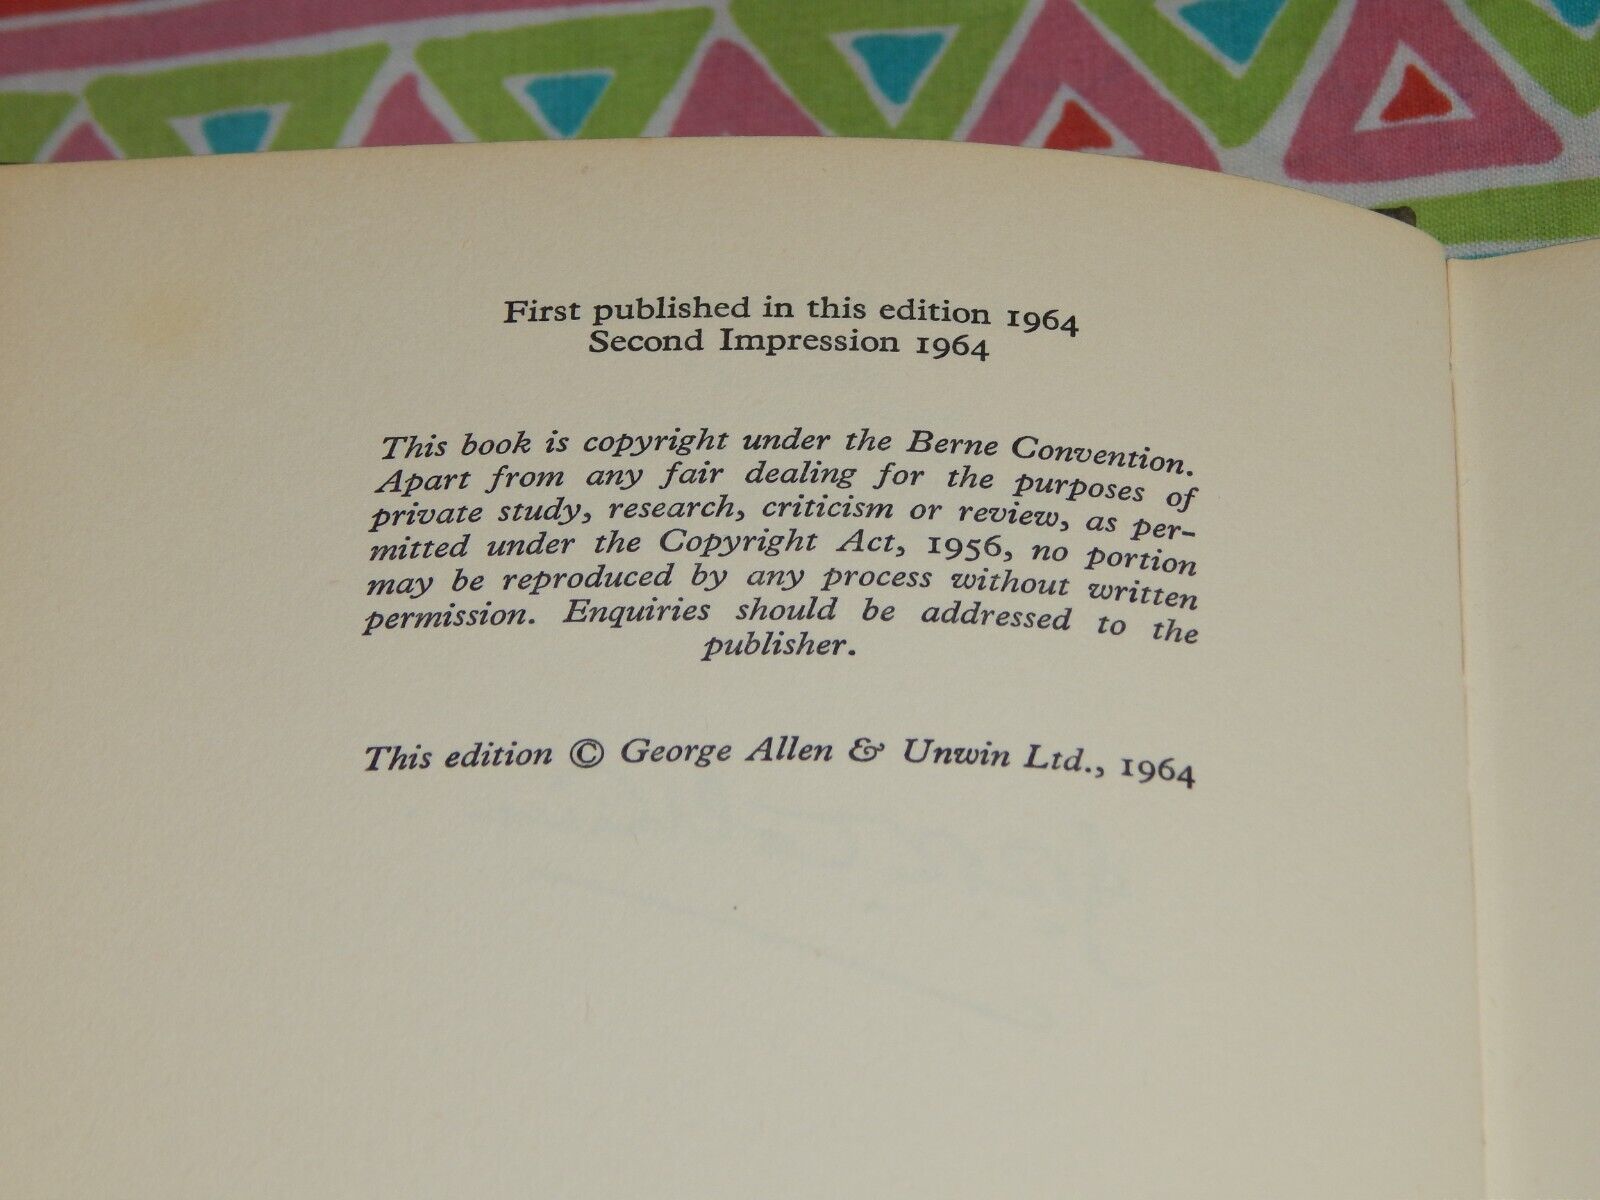 First published in this edition 1964
Second Impression 1964
This book is copyright under the Berne Convention.
Apart from any fair dealing for the purposes of
private study, research, criticism or review, as per-
mitted under the Copyright Act, 1956, no portion
may be reproduced by any process without written
permission. Enquiries should be addressed to the
publisher.
This edition © George Allen & Unwin Ltd., 1964